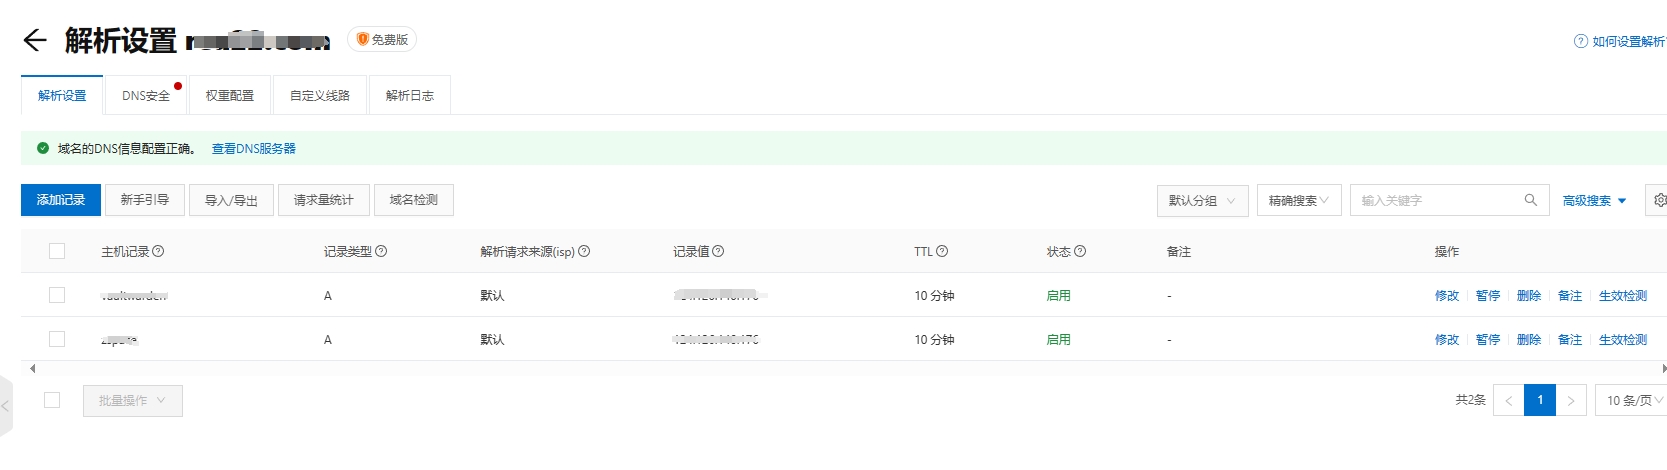 解析设置 免费版
如何设置解析
解析设置 DNS安全 权重配置 自定义线路 解析日志
域名的DNS信息配置正确。 查看DNS服务器
添加记录 新手引导 导入/导出 请求量统计 域名检测 默认分组 精确搜索 输入关键字 高级搜索
主机记录 记录类型 解析请求来源(isp) 记录值 TTL 状态 备注 操作
A 默认 10 分钟 启用 - 修改 暂停 删除 备注 生效检测
A 默认 10 分钟 启用 - 修改 暂停 删除 备注 生效检测
批量操作 共2条 < 1 > 10 条/页